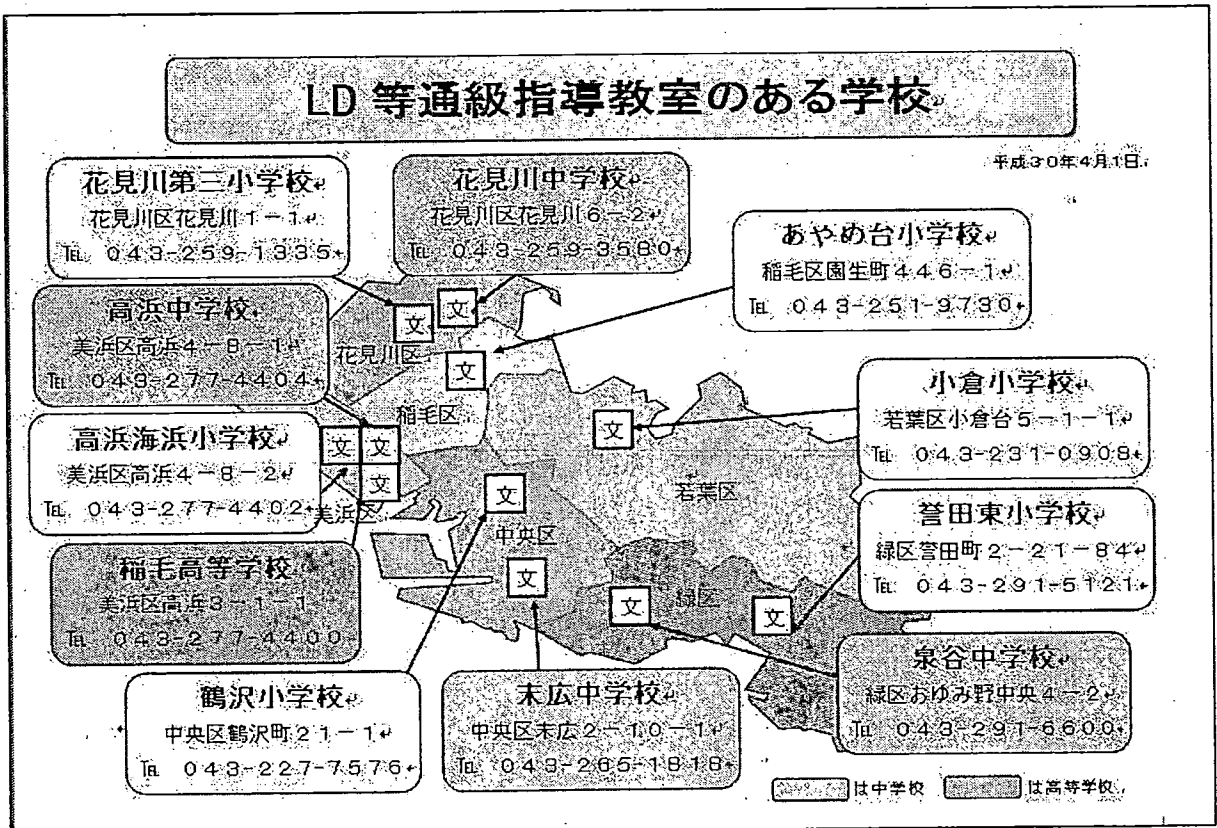 LD等通級指導教室のある学校
平成30年4月1日
花見川第三小学校
花見川区花見川1-1
TEL 043-259-1335
花見川中学校
花見川区花見川6-2
TEL 043-259-3580
あやめ台小学校
稲毛区園生町446-1
TEL 043-251-9730
高浜中学校
美浜区高浜4-8-1
TEL 043-277-4404
小倉小学校
若葉区小倉台5-1-1
TEL 043-231-0908
高浜海浜小学校
美浜区高浜4-8-2
TEL 043-277-4402
誉田東小学校
緑区誉田町2-21-84
TEL 043-291-5121
稲毛高等学校
美浜区高浜3-1-1
TEL 043-277-4400
泉谷中学校
緑区おゆみ野中央4-2
TEL 043-291-6600
鶴沢小学校
中央区鶴沢町21-1
TEL 043-227-7576
末広中学校
中央区末広2-10-1
TEL 043-265-1818
文
文
花見川区
文
稲毛区
文
文
文
文
美浜区
文
若葉区
中央区
文
文
緑区
文
は中学校
は高等学校